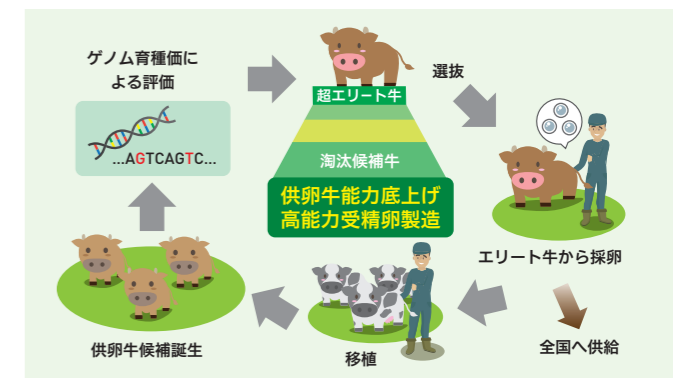 ゲノム育種価に
よる評価
...AGTCAGTC...
超エリート牛
淘汰候補牛
供卵牛能力底上げ
高能力受精卵製造
選抜
エリート牛から採卵
全国へ供給
移植
供卵牛候補誕生